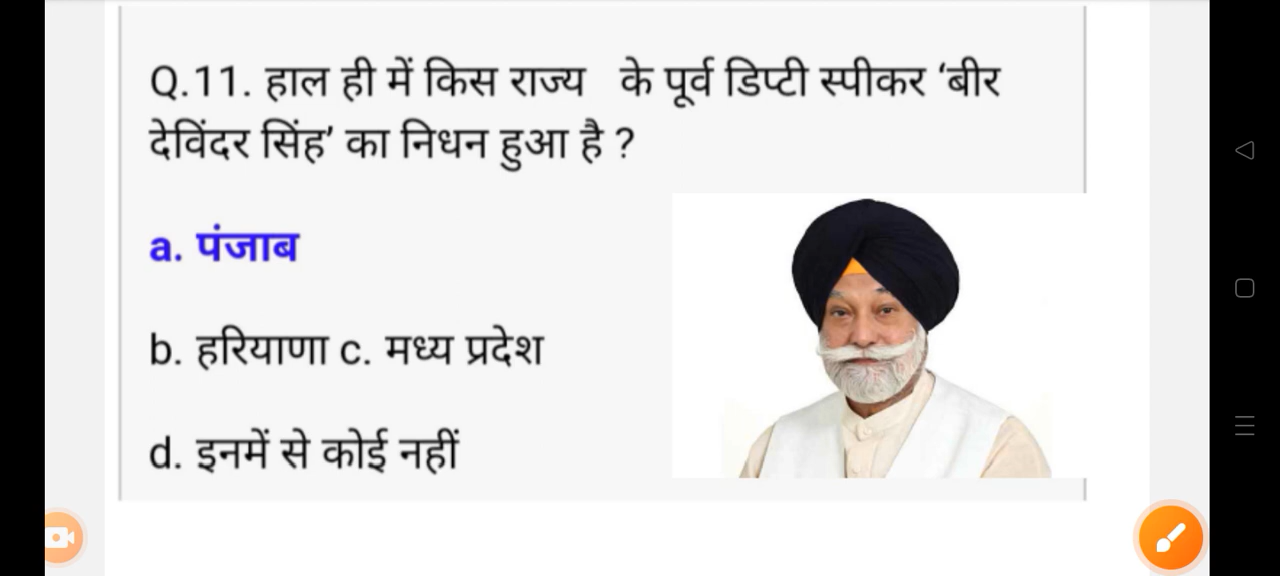 Q.11. हाल ही में किस राज्य के पूर्व डिप्टी स्पीकर ‘बीर
देविंदर सिंह’ का निधन हुआ है ?
a. पंजाब
b. हरियाणा c. मध्य प्रदेश
d. इनमें से कोई नहीं